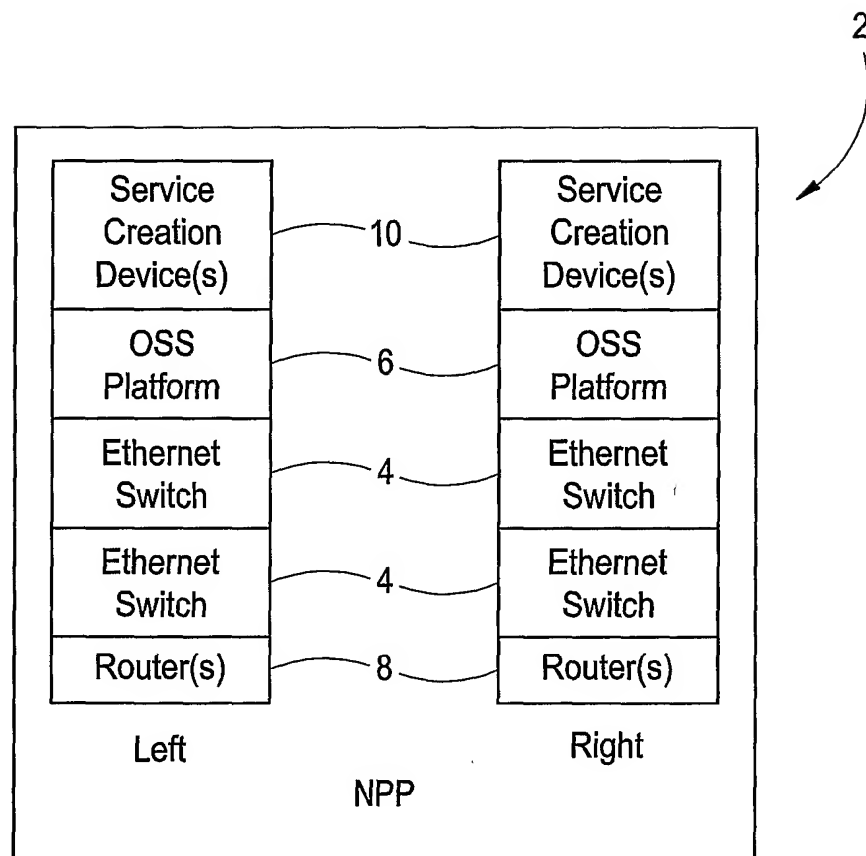 2
Service
Creation
Device(s)
10
Service
Creation
Device(s)
OSS
Platform
6
OSS
Platform
Ethernet
Switch
4
Ethernet
Switch
Ethernet
Switch
4
Ethernet
Switch
Router(s)
8
Router(s)
Left
Right
NPP